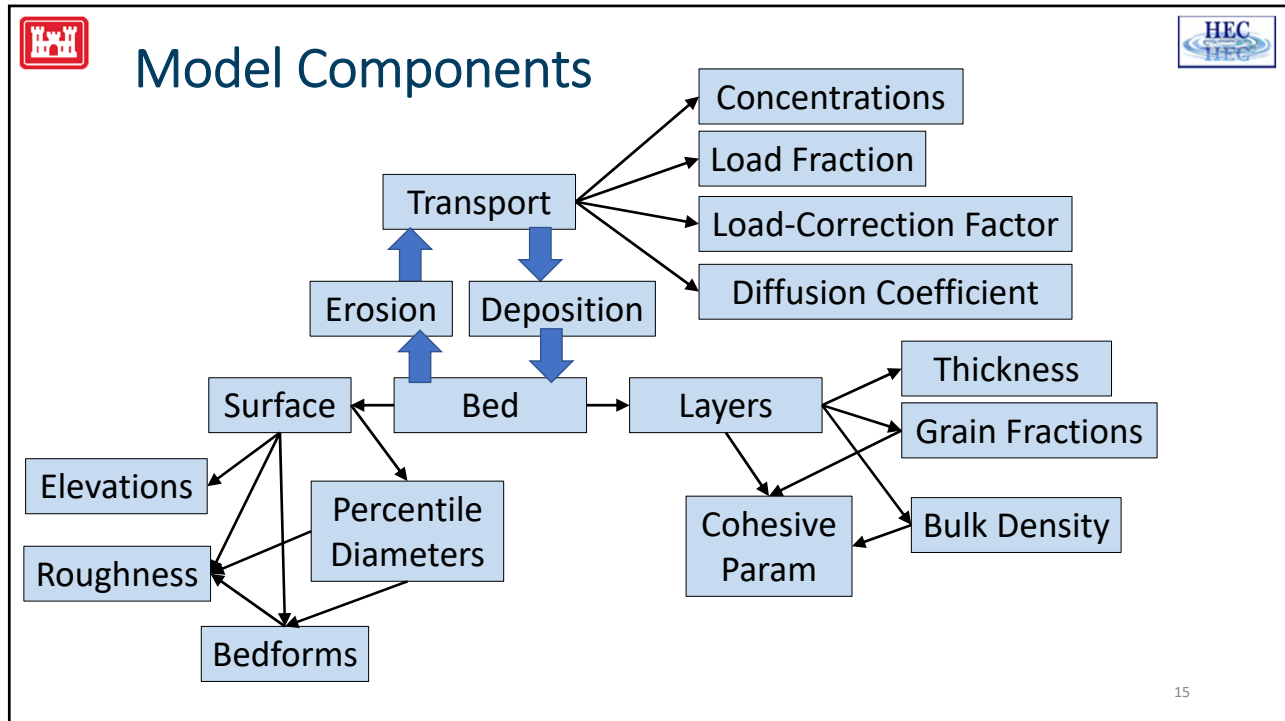 Model Components
HEC
Concentrations
Load Fraction
Transport
Load-Correction Factor
Erosion
Deposition
Diffusion Coefficient
Surface
Bed
Layers
Thickness
Grain Fractions
Elevations
Percentile
Diameters
Cohesive
Param
Bulk Density
Roughness
Bedforms
15